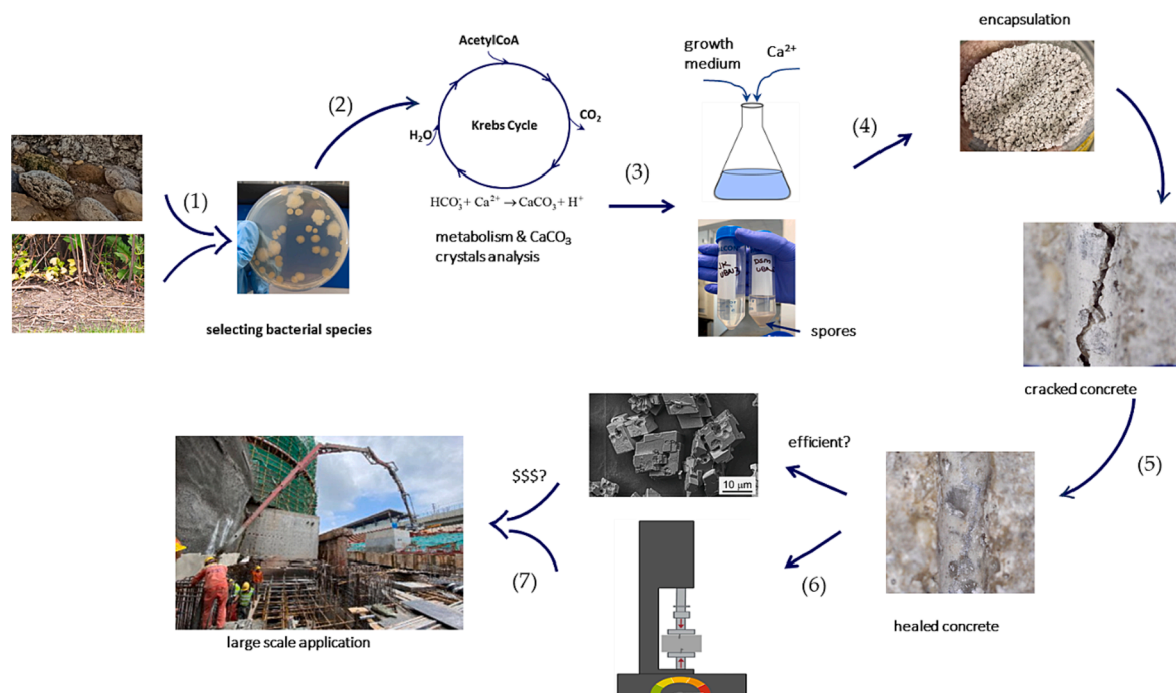 encapsulation
AcetylCoA
growth
medium
Ca²⁺
(2)
CO₂
(4)
H₂O
Krebs Cycle
(3)
(1)
HCO₃⁻ + Ca²⁺ → CaCO₃ + H⁺
metabolism & CaCO₃
crystals analysis
selecting bacterial species
spores
cracked concrete
efficient?
(5)
$$$?
10 μm
(7)
(6)
large scale application
healed concrete